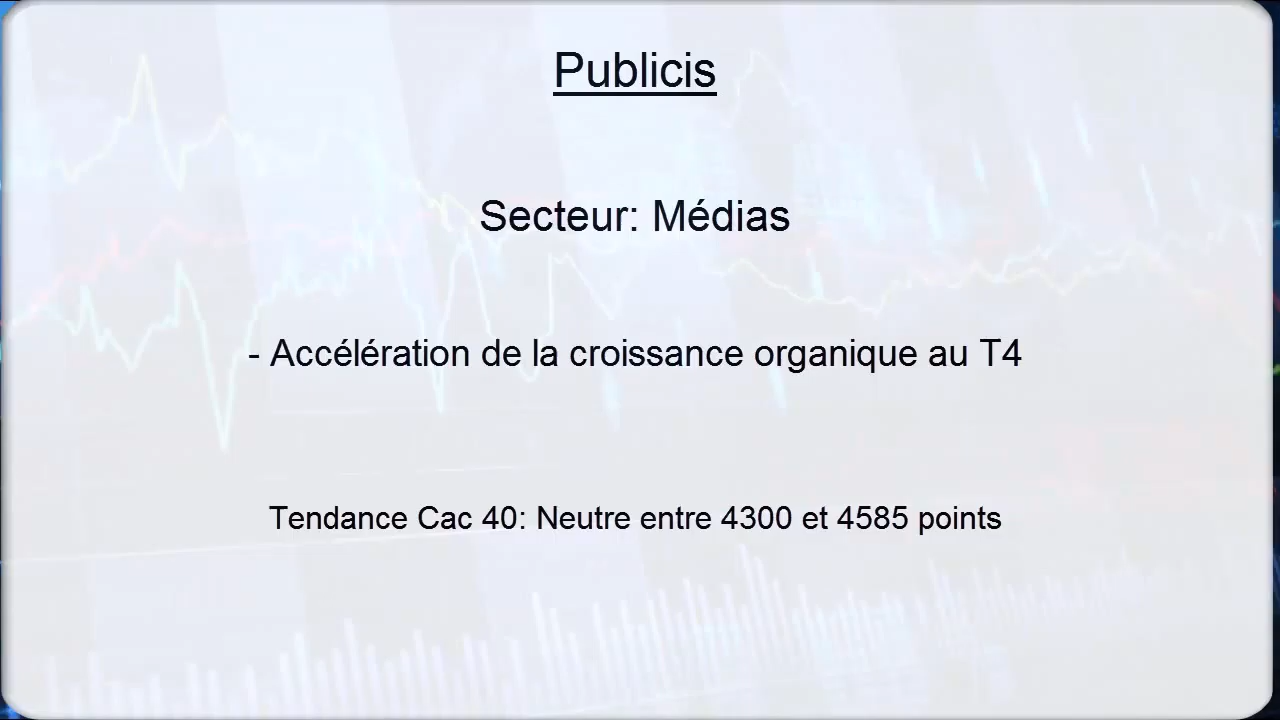 Publicis
Secteur: Médias
- Accélération de la croissance organique au T4
Tendance Cac 40: Neutre entre 4300 et 4585 points